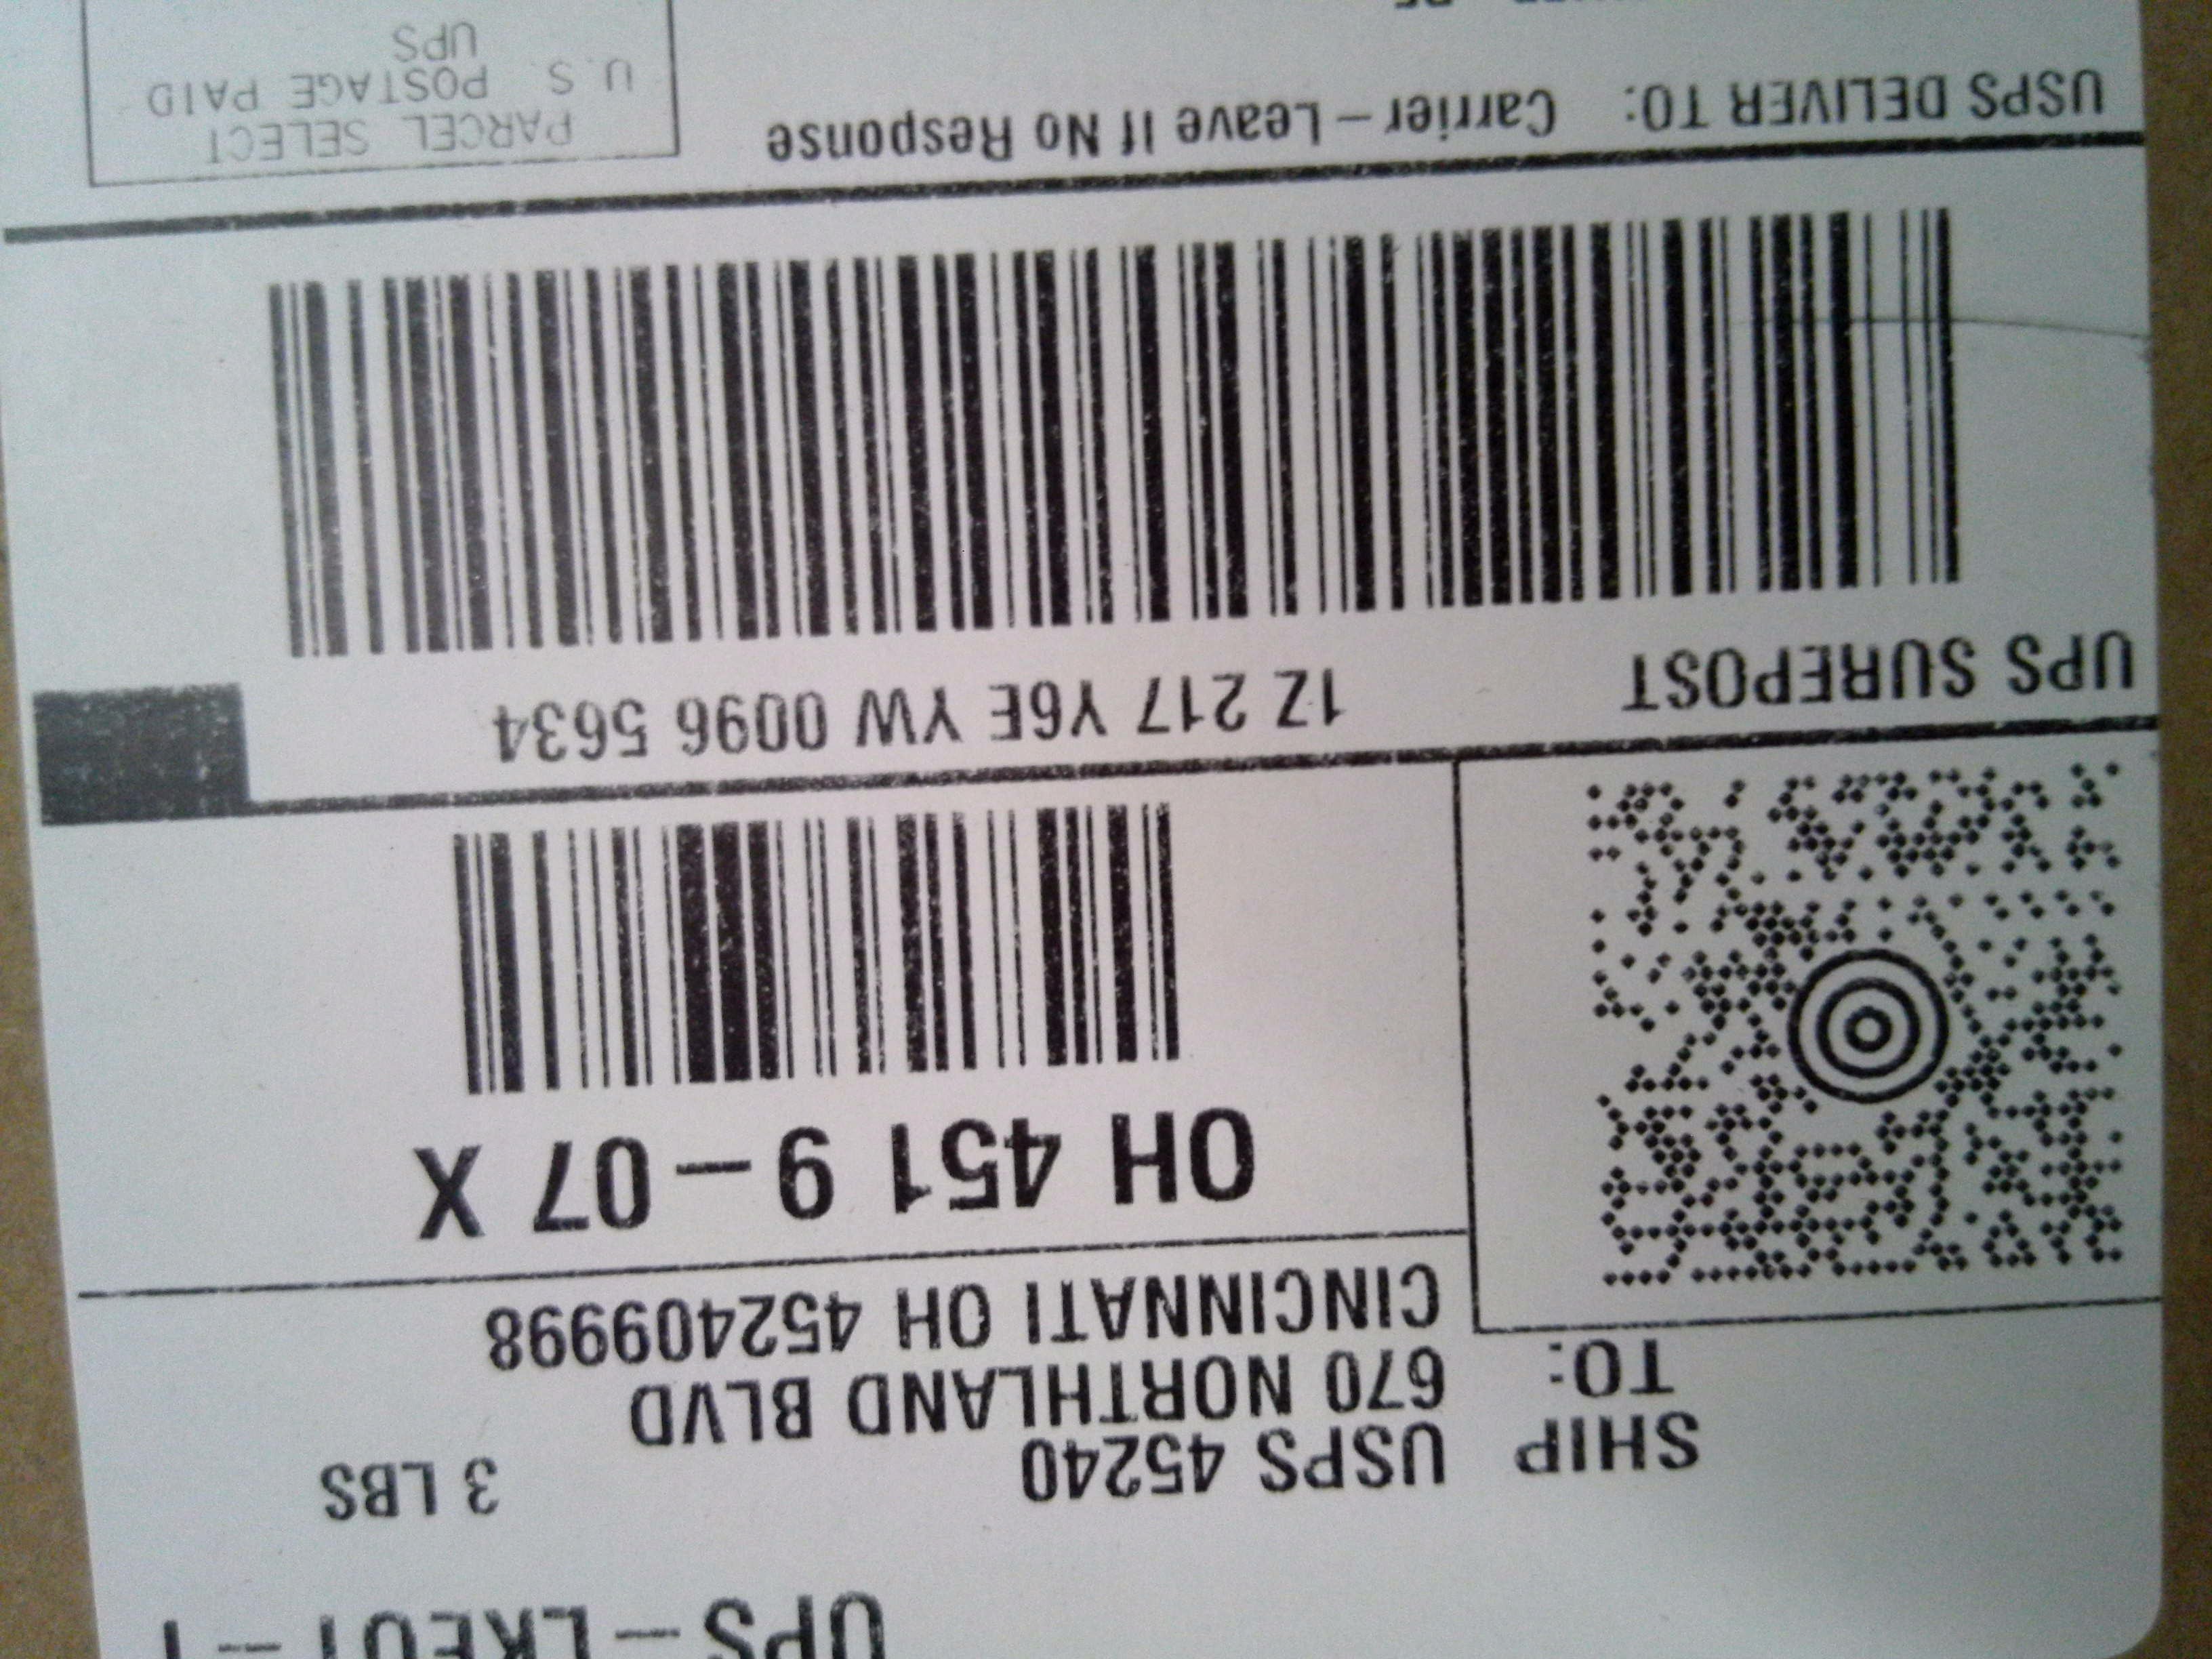 3 LBS
SHIP TO:
USPS 45240
670 NORTHLAND BLVD
CINCINNATI OH 452409998
OH 451 9-07 X
UPS SUREPOST
1Z 217 Y6E YW 0096 5634
USPS DELIVER TO:
Carrier - Leave If No Response
PARCEL SELECT
U.S. POSTAGE PAID
UPS